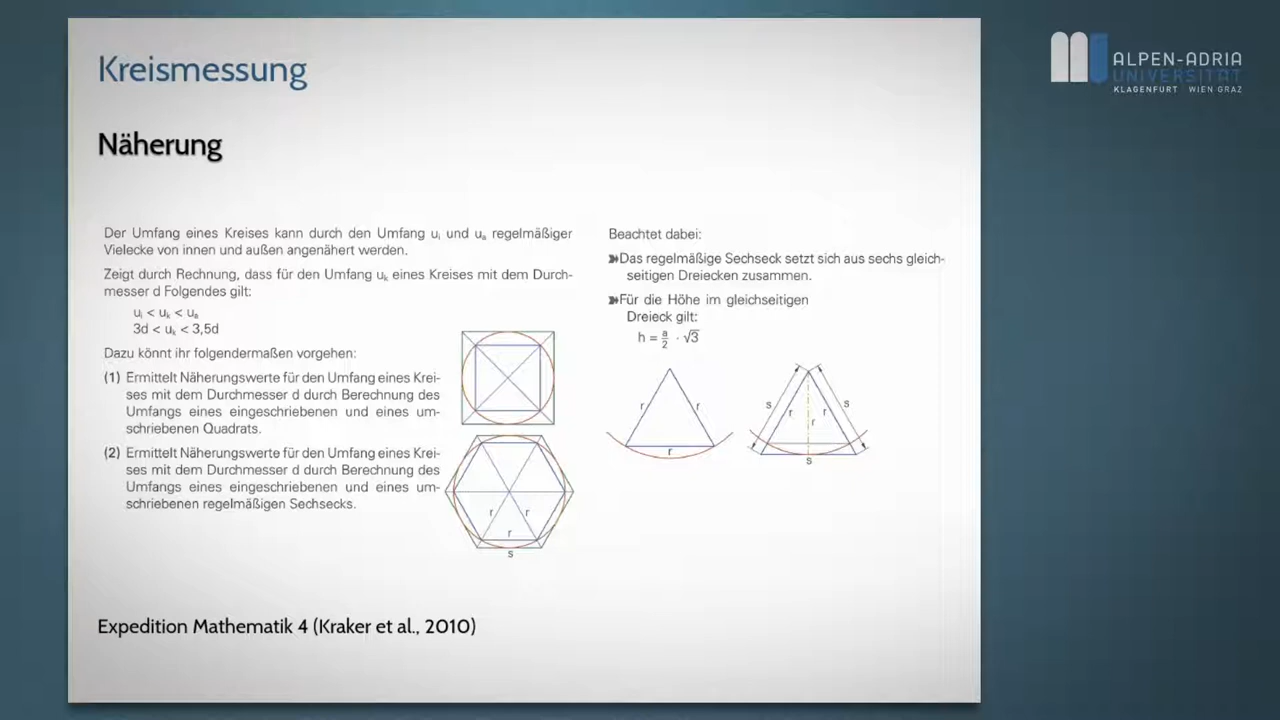 Kreismessung
Näherung
Der Umfang eines Kreises kann durch den Umfang uᵢ und uₐ regelmäßiger
Vielecke von innen und außen angenähert werden.
Zeigt durch Rechnung, dass für den Umfang uₖ eines Kreises mit dem Durch-
messer d Folgendes gilt:
uᵢ < uₖ < uₐ
3d < uₖ < 3,5d
Dazu könnt ihr folgendermaßen vorgehen:
(1) Ermittelt Näherungswerte für den Umfang eines Krei-
ses mit dem Durchmesser d durch Berechnung des
Umfangs eines eingeschriebenen und eines um-
schriebenen Quadrats.
(2) Ermittelt Näherungswerte für den Umfang eines Krei-
ses mit dem Durchmesser d durch Berechnung des
Umfangs eines eingeschriebenen und eines um-
schriebenen regelmäßigen Sechsecks.
r r
r
s
Beachtet dabei:
Das regelmäßige Sechseck setzt sich aus sechs gleich-
seitigen Dreiecken zusammen.
Für die Höhe im gleichseitigen
Dreieck gilt:
h = a/2 · √3
r r
r
s s
r r
r
s
Expedition Mathematik 4 (Kraker et al., 2010)
ALPEN-ADRIA
UNIVERSITÄT
KLAGENFURT WIEN GRAZ